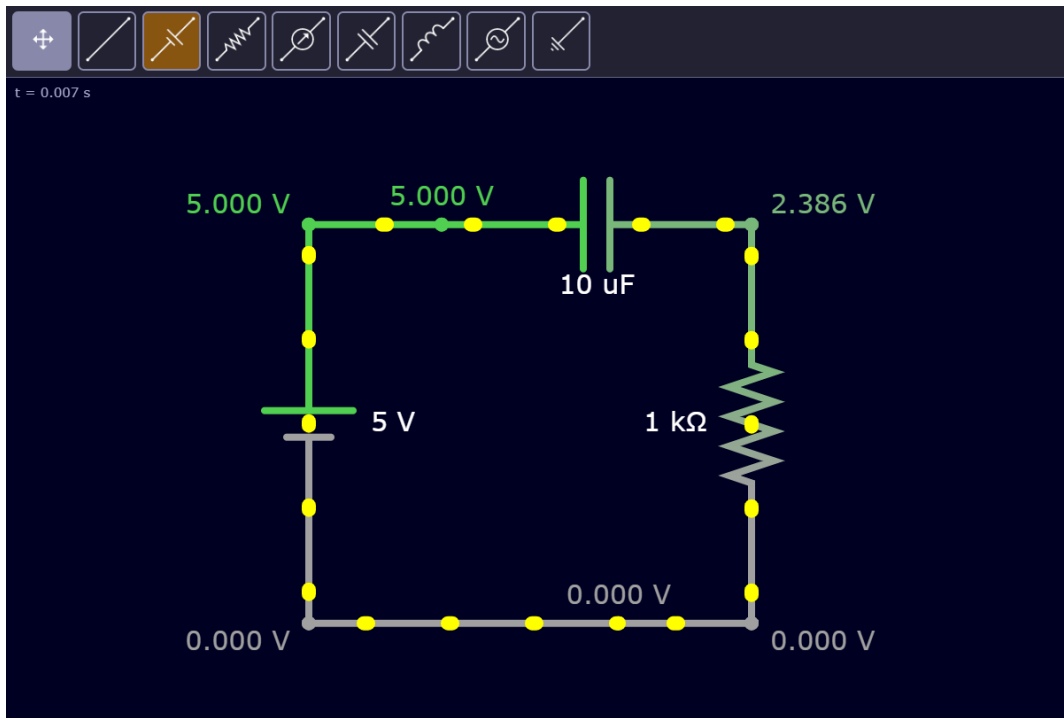 t = 0.007 s
5.000 V
5.000 V
2.386 V
10 uF
5 V
1 kΩ
0.000 V
0.000 V
0.000 V